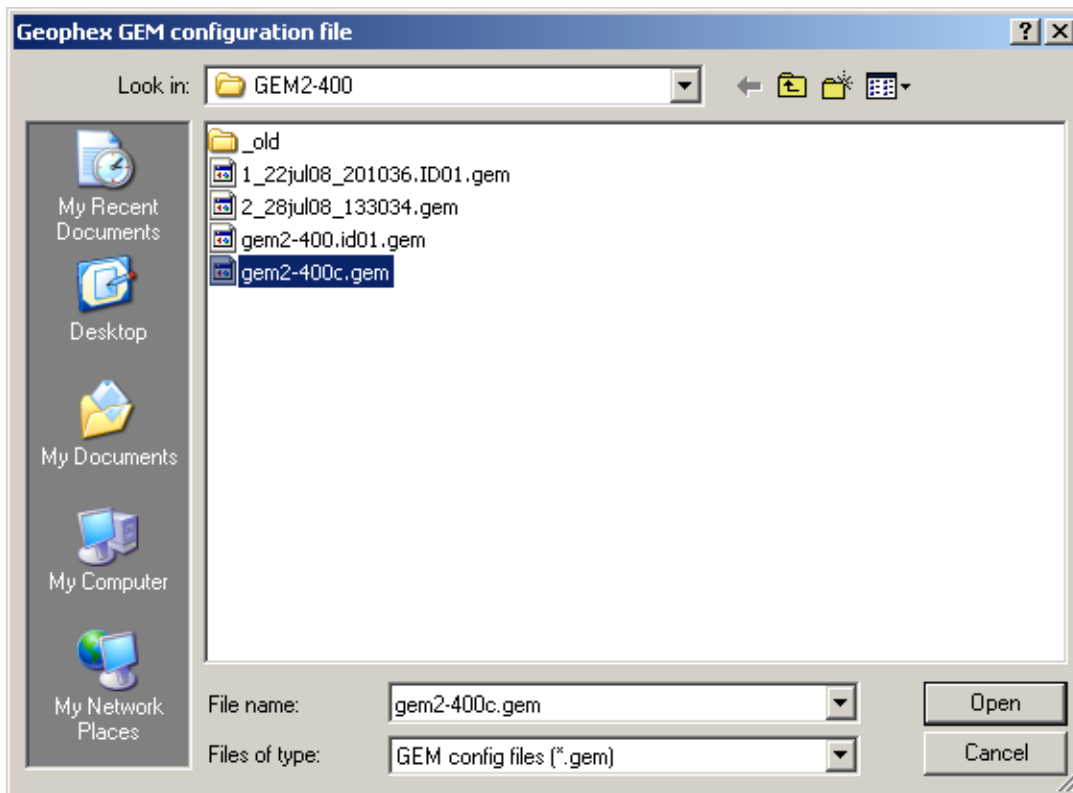 Geophex GEM configuration file
Look in: GEM2-400
My Recent
Documents
Desktop
My Documents
My Computer
My Network
Places
_old
1_22jul08_201036.ID01.gem
2_28jul08_133034.gem
gem2-400.id01.gem
gem2-400c.gem
File name: gem2-400c.gem Open
Files of type: GEM config files (*.gem) Cancel